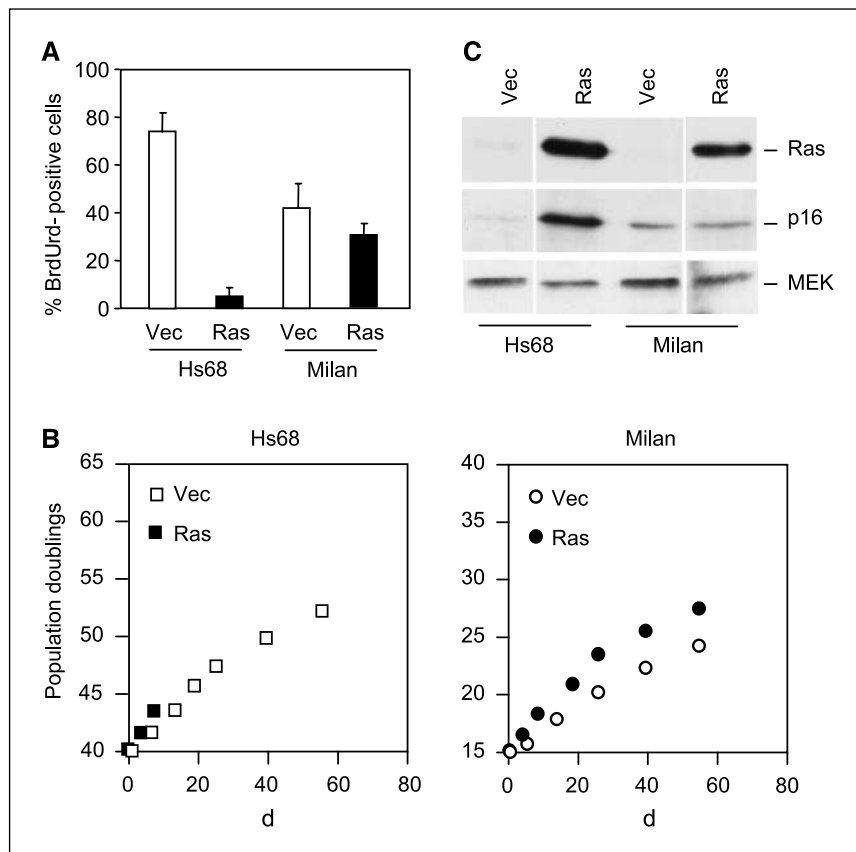 A
% BrdUrd-positive cells
100
80
60
40
20
0
Vec Ras Vec Ras
Hs68 Milan
C
Vec Ras Vec Ras
Ras
p16
MEK
Hs68 Milan
B
Hs68
Population doublings
65
60
55
50
45
40
Vec
Ras
0 20 40 60 80
d
Milan
40
35
30
25
20
15
Vec
Ras
0 20 40 60 80
d